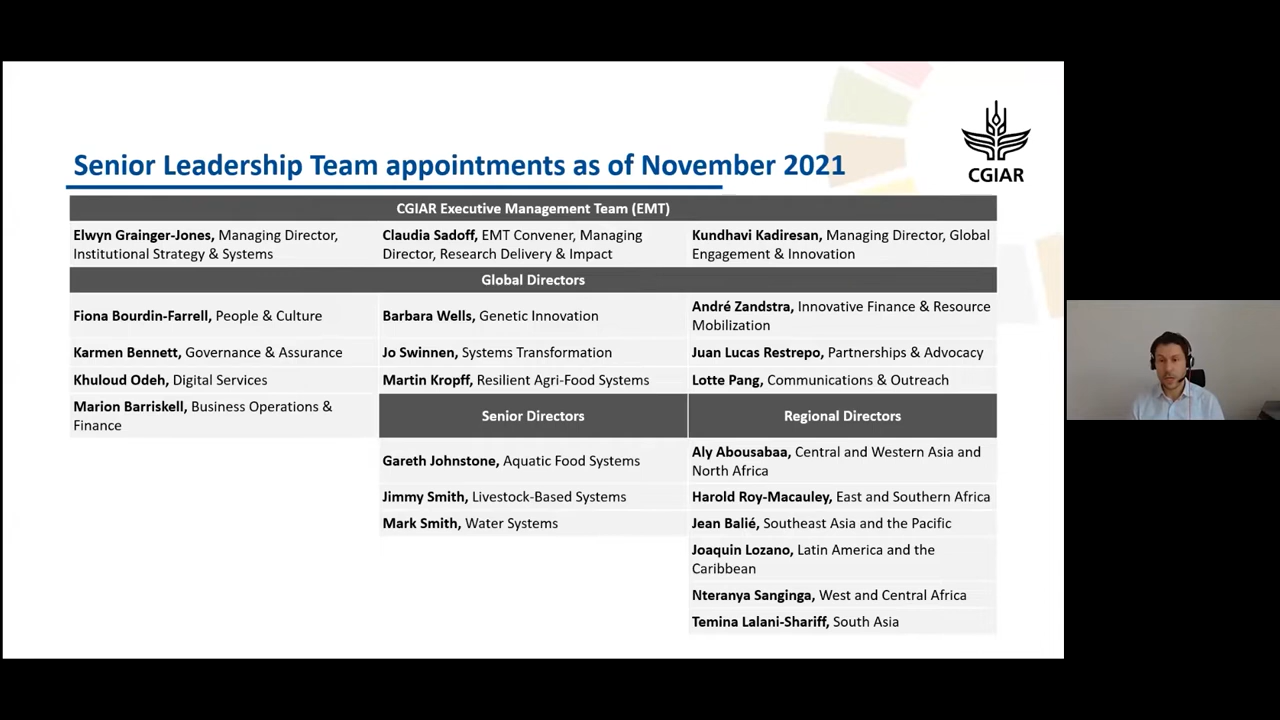 Senior Leadership Team appointments as of November 2021
CGIAR
CGIAR Executive Management Team (EMT)
Elwyn Grainger-Jones, Managing Director,
Institutional Strategy & Systems
Claudia Sadoff, EMT Convener, Managing
Director, Research Delivery & Impact
Kundhavi Kadiresan, Managing Director, Global
Engagement & Innovation
Global Directors
Fiona Bourdin-Farrell, People & Culture
Barbara Wells, Genetic Innovation
André Zandstra, Innovative Finance & Resource
Mobilization
Karmen Bennett, Governance & Assurance
Jo Swinnen, Systems Transformation
Juan Lucas Restrepo, Partnerships & Advocacy
Khuloud Odeh, Digital Services
Martin Kropff, Resilient Agri-Food Systems
Lotte Pang, Communications & Outreach
Marion Barriskell, Business Operations &
Finance
Senior Directors
Regional Directors
Gareth Johnstone, Aquatic Food Systems
Aly Abousabaa, Central and Western Asia and
North Africa
Jimmy Smith, Livestock-Based Systems
Harold Roy-Macauley, East and Southern Africa
Mark Smith, Water Systems
Jean Balié, Southeast Asia and the Pacific
Joaquin Lozano, Latin America and the
Caribbean
Nteranya Sanginga, West and Central Africa
Temina Lalani-Shariff, South Asia